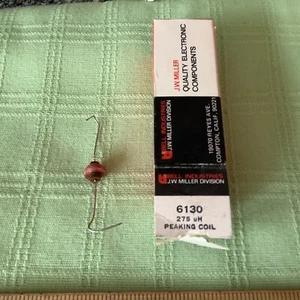 J.W. MILLER
QUALITY ELECTRONIC
COMPONENTS
19070 REYES AVE.
COMPTON, CALIF. 90221
BELL INDUSTRIES
J.W. MILLER DIVISION
BELL INDUSTRIES
J.W. MILLER DIVISION
6130
275 uH
PEAKING COIL